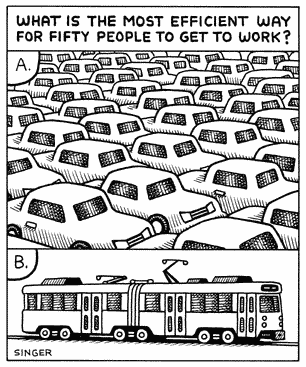 WHAT IS THE MOST EFFICIENT WAY
FOR FIFTY PEOPLE TO GET TO WORK?
A.
B.
SINGER